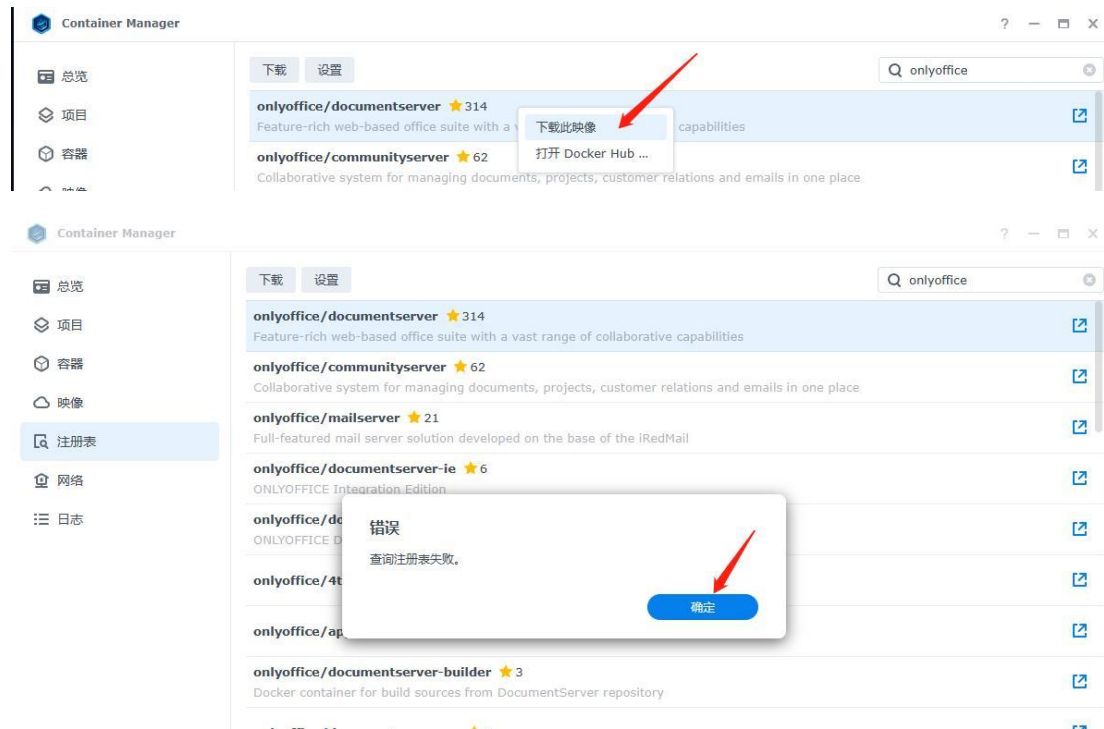 Container Manager
?
总览
项目
容器
下载 设置
onlyoffice
onlyoffice/documentserver 314
Feature-rich web-based office suite with a capabilities
下载此映像
打开 Docker Hub ...
onlyoffice/communityserver 62
Collaborative system for managing documents, projects, customer relations and emails in one place
Container Manager
?
总览
项目
容器
映像
注册表
网络
日志
下载 设置
onlyoffice
onlyoffice/documentserver 314
Feature-rich web-based office suite with a vast range of collaborative capabilities
onlyoffice/communityserver 62
Collaborative system for managing documents, projects, customer relations and emails in one place
onlyoffice/mailserver 21
Full-featured mail server solution developed on the base of the iRedMail
onlyoffice/documentserver-ie 6
ONLYOFFICE Integration Edition
onlyoffice/do
ONLYOFFICE D
onlyoffice/4t
onlyoffice/ap
错误
查询注册表失败。
确定
onlyoffice/documentserver-builder 3
Docker container for build sources from DocumentServer repository